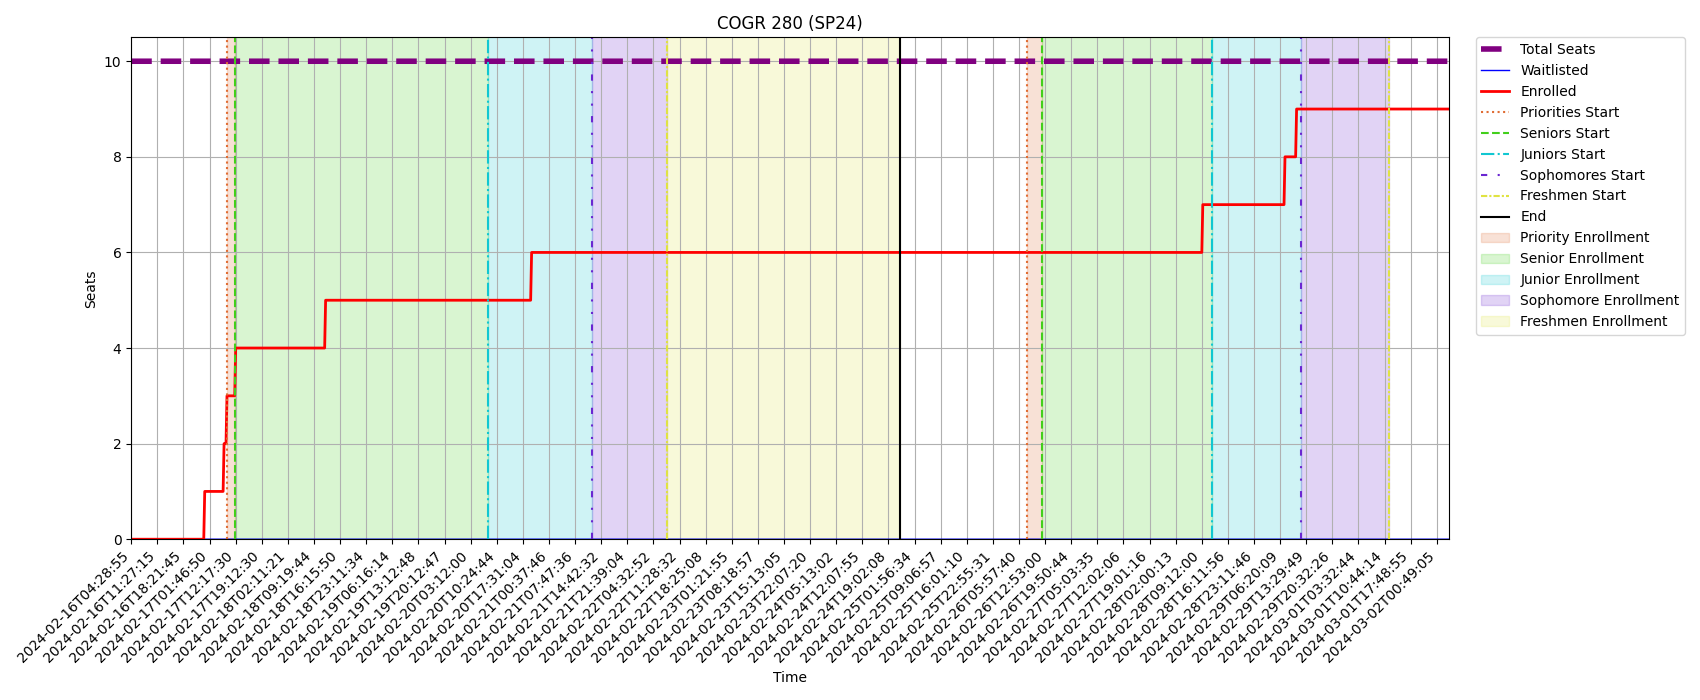 COGR 280 (SP24)
Seats
10
8
6
4
2
0
2024-02-16T04:28:55
2024-02-16T11:27:15
2024-02-16T18:21:45
2024-02-17T01:46:50
2024-02-17T12:17:30
2024-02-17T19:12:30
2024-02-18T02:11:21
2024-02-18T09:19:44
2024-02-18T16:15:50
2024-02-18T23:11:34
2024-02-19T06:16:14
2024-02-19T13:12:48
2024-02-19T20:12:47
2024-02-20T03:12:00
2024-02-20T10:24:44
2024-02-20T17:31:04
2024-02-21T00:37:46
2024-02-21T07:47:36
2024-02-21T14:42:32
2024-02-21T21:39:04
2024-02-22T04:32:52
2024-02-22T11:28:32
2024-02-22T18:25:08
2024-02-23T01:21:55
2024-02-23T08:18:57
2024-02-23T15:13:05
2024-02-23T22:07:20
2024-02-24T05:13:02
2024-02-24T12:07:55
2024-02-24T19:02:08
2024-02-25T01:56:34
2024-02-25T09:06:57
2024-02-25T16:01:10
2024-02-25T22:55:31
2024-02-26T05:57:40
2024-02-26T12:53:00
2024-02-26T19:50:44
2024-02-27T05:03:35
2024-02-27T12:02:06
2024-02-27T19:01:16
2024-02-28T02:00:13
2024-02-28T09:12:00
2024-02-28T16:11:56
2024-02-28T23:11:46
2024-02-29T06:20:09
2024-02-29T13:29:49
2024-02-29T20:32:26
2024-03-01T03:32:44
2024-03-01T10:44:14
2024-03-01T17:48:55
2024-03-02T00:49:05
Time
Total Seats
Waitlisted
Enrolled
Priorities Start
Seniors Start
Juniors Start
Sophomores Start
Freshmen Start
End
Priority Enrollment
Senior Enrollment
Junior Enrollment
Sophomore Enrollment
Freshmen Enrollment